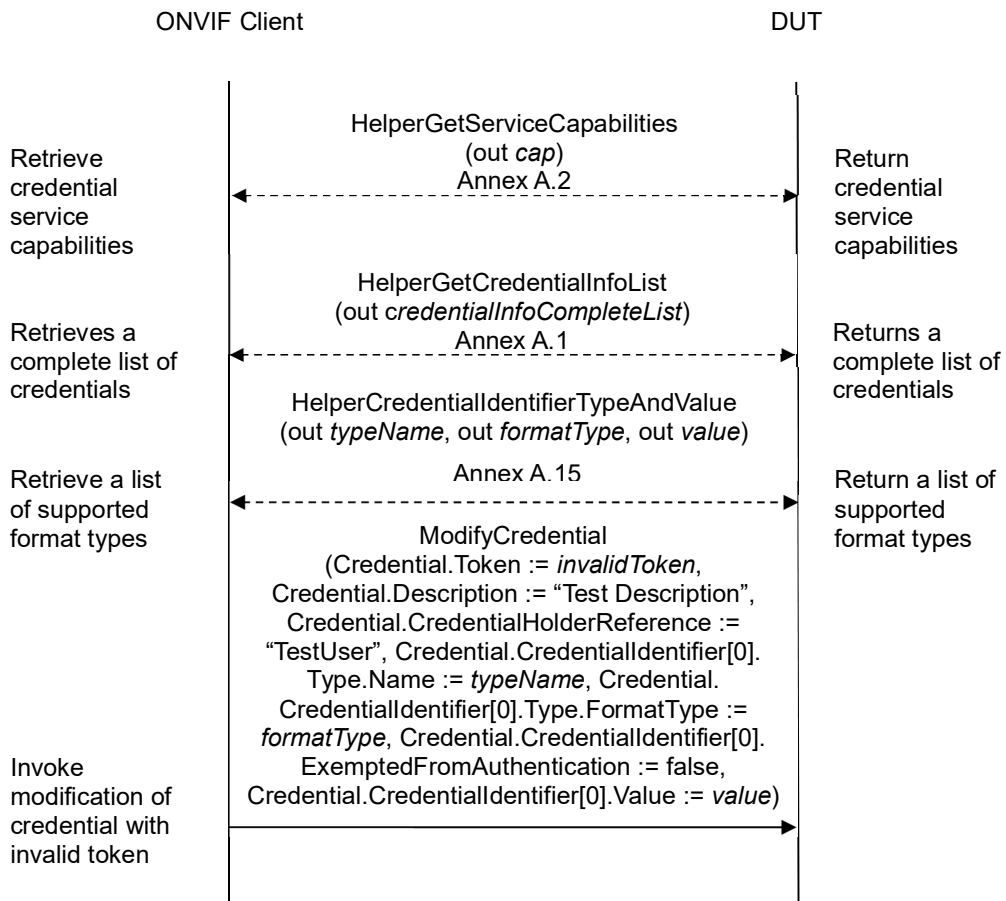 ONVIF Client
DUT
HelperGetServiceCapabilities
(out cap)
Annex A.2
Retrieve
credential
service
capabilities
Return
credential
service
capabilities
HelperGetCredentialInfoList
(out credentialInfoCompleteList)
Annex A.1
Retrieves a
complete list of
credentials
Returns a
complete list of
credentials
HelperCredentialIdentifierTypeAndValue
(out typeName, out formatType, out value)
Annex A.15
Retrieve a list
of supported
format types
Return a list of
supported
format types
ModifyCredential
(Credential.Token := invalidToken,
Credential.Description := “Test Description”,
Credential.CredentialHolderReference :=
“TestUser”, Credential.CredentialIdentifier[0].
Type.Name := typeName, Credential.
CredentialIdentifier[0].Type.FormatType :=
formatType, Credential.CredentialIdentifier[0].
ExemptedFromAuthentication := false,
Credential.CredentialIdentifier[0].Value := value)
Invoke
modification of
credential with
invalid token